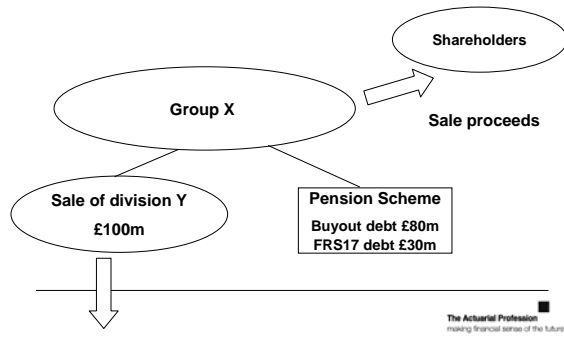 Shareholders
Group X
Sale proceeds
Sale of division Y
£100m
Pension Scheme
Buyout debt £80m
FRS17 debt £30m
The Actuarial Profession
making financial sense of the future